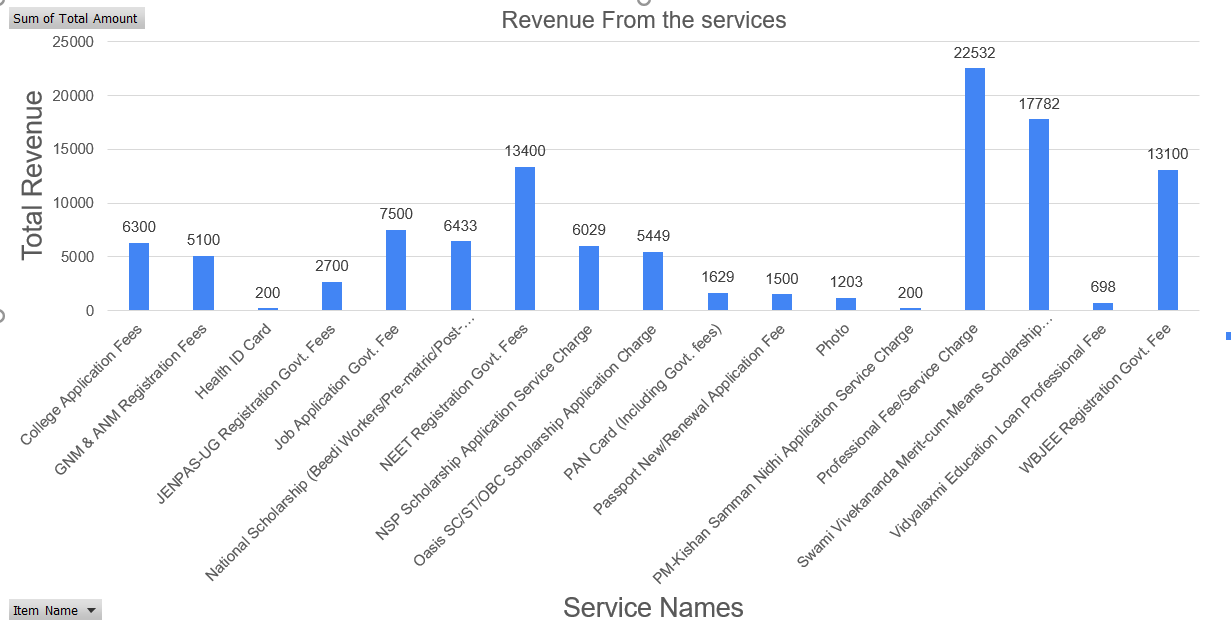 Sum of Total Amount
Revenue From the services
Total Revenue
25000
20000
15000
10000
5000
0
6300
5100
200
2700
7500
6433
13400
6029
5449
1629
1500
1203
200
22532
17782
698
13100
College Application Fees
GNM & ANM Registration Fees
Health ID Card
JENPAS-UG Registration Govt. Fees
Job Application Govt. Fee
National Scholarship (Beedi Workers/Pre-matric/Post-...
NEET Registration Govt. Fees
NSP Scholarship Application Service Charge
Oasis SC/ST/OBC Scholarship Application Charge
PAN Card (Including Govt. fees)
Passport New/Renewal Application Fee
Photo
PM-Kishan Samman Nidhi Application Service Charge
Professional Fee/Service Charge
Swami Vivekananda Merit-cum-Means Scholarship...
Vidyalaxmi Education Loan Professional Fee
WBJEE Registration Govt. Fee
Service Names
Item Name